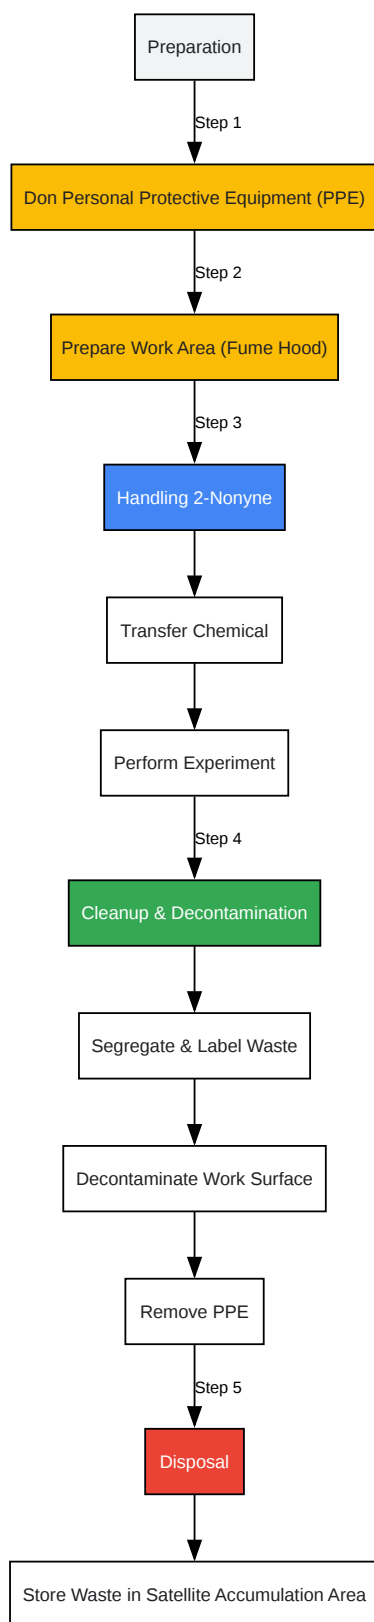 Preparation
Step 1
Don Personal Protective Equipment (PPE)
Step 2
Prepare Work Area (Fume Hood)
Step 3
Handling 2-Nonyne
Transfer Chemical
Perform Experiment
Step 4
Cleanup & Decontamination
Segregate & Label Waste
Decontaminate Work Surface
Remove PPE
Step 5
Disposal
Store Waste in Satellite Accumulation Area